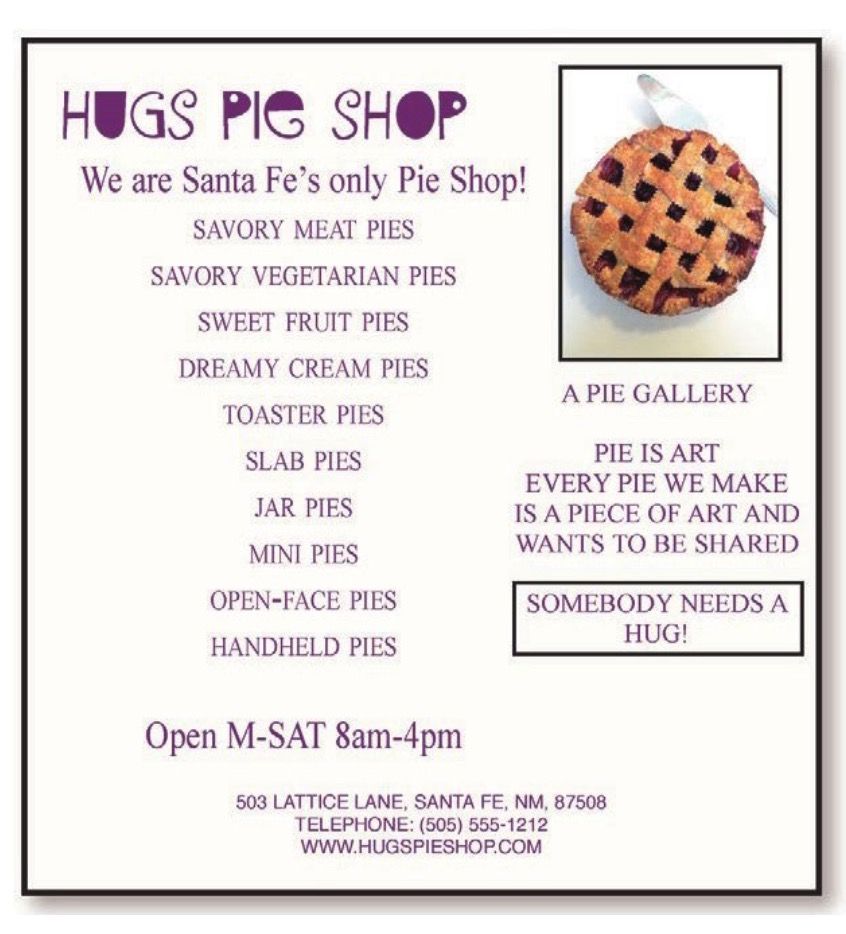 HUGS PIE SHOP
We are Santa Fe's only Pie Shop!
SAVORY MEAT PIES
SAVORY VEGETARIAN PIES
SWEET FRUIT PIES
DREAMY CREAM PIES
TOASTER PIES
SLAB PIES
JAR PIES
MINI PIES
OPEN-FACE PIES
HANDHELD PIES
A PIE GALLERY
PIE IS ART
EVERY PIE WE MAKE
IS A PIECE OF ART AND
WANTS TO BE SHARED
SOMEBODY NEEDS A
HUG!
Open M-SAT 8am-4pm
503 LATTICE LANE, SANTA FE, NM, 87508
TELEPHONE: (505) 555-1212
WWW.HUGSPIESHOP.COM